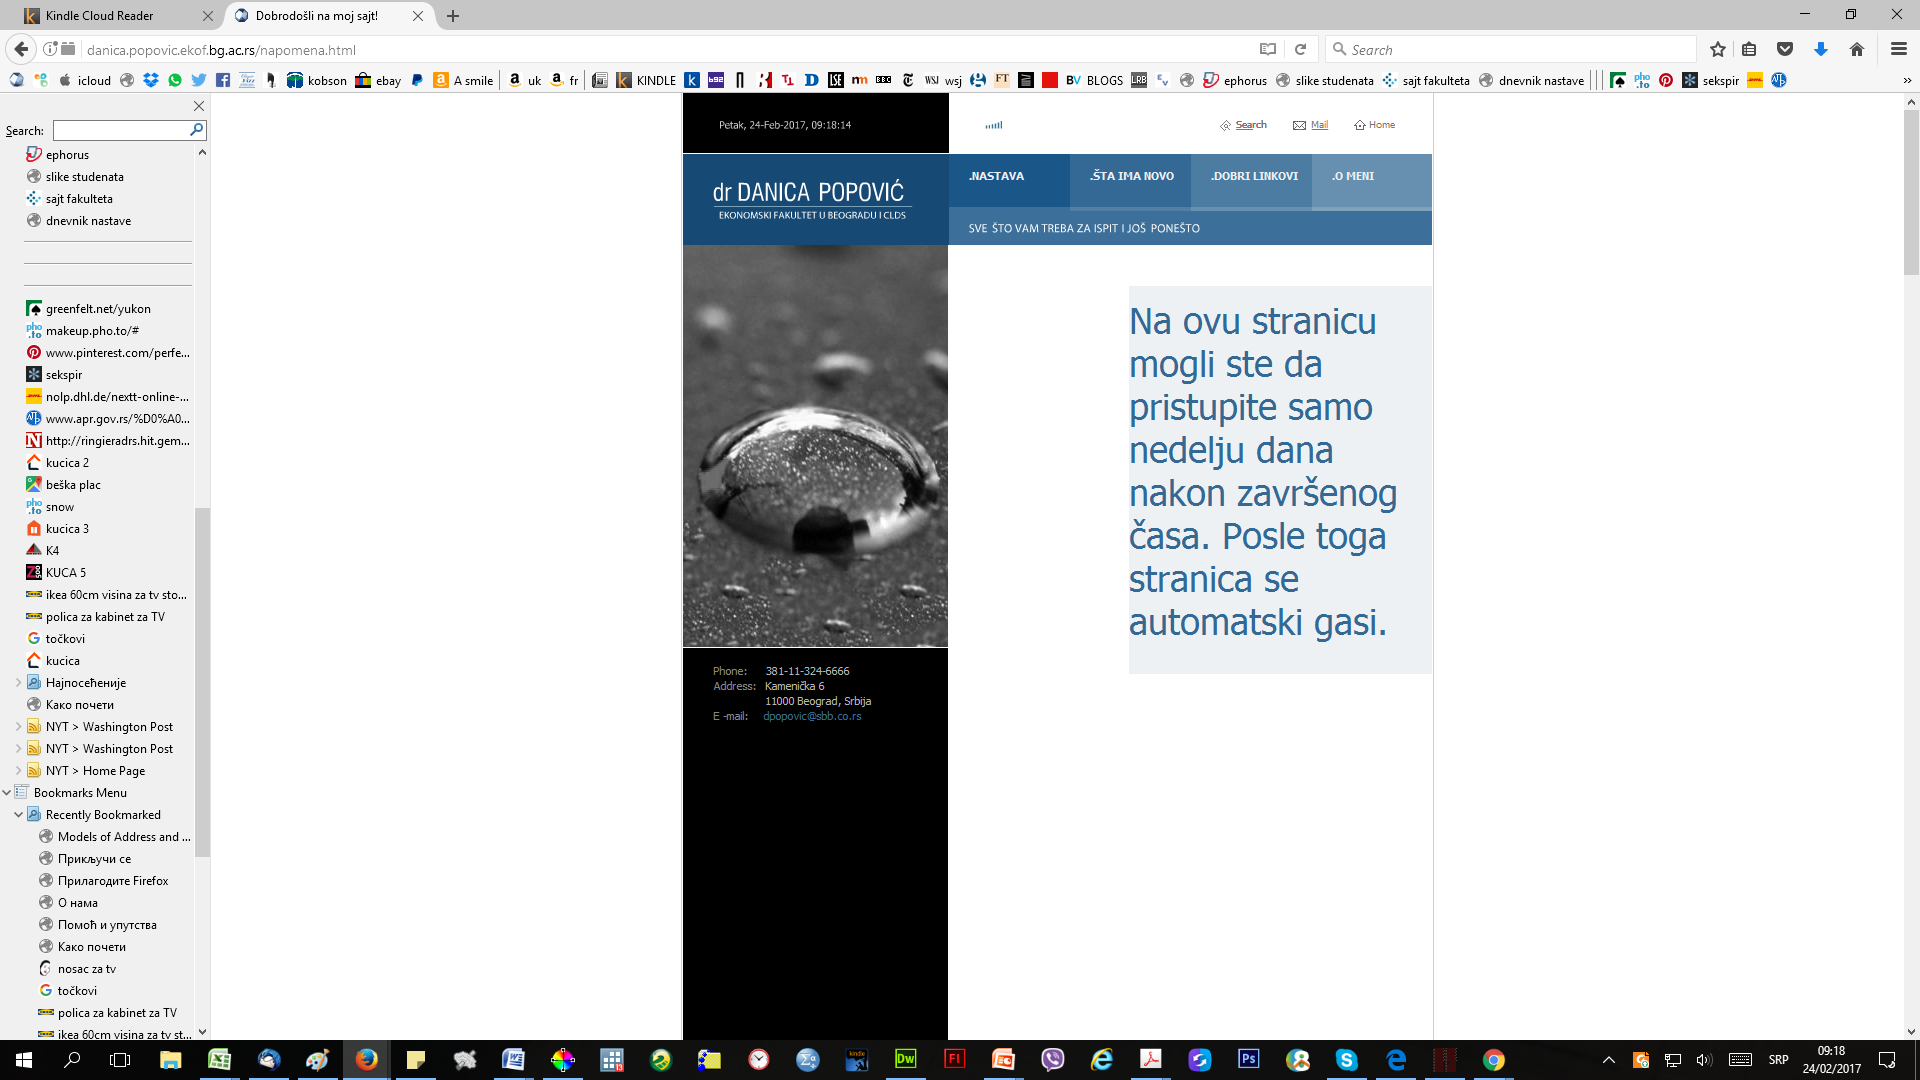 Kindle Cloud Reader
Dobrodošli na moj sajt!
danica.popovic.ekof.bg.ac.rs/napomena.html
Search
icloud
kobson
ebay
A smile
uk
fr
KINDLE
wsj
BLOGS
ephorus
slike studenata
sajt fakulteta
dnevnik nastave
sekspir
Search:
ephorus
slike studenata
sajt fakulteta
dnevnik nastave
greenfelt.net/yukon
makeup.pho.to/#
www.pinterest.com/perfe...
sekspir
nolp.dhl.de/nextt-online-...
www.apr.gov.rs/%D0%A0...
http://ringieradrs.hit.gem...
kucica 2
beška plac
snow
kucica 3
K4
KUCA 5
ikea 60cm visina za tv sto...
polica za kabinet za TV
točkovi
kucica
Најпосећеније
Како почети
NYT > Washington Post
NYT > Washington Post
NYT > Home Page
Bookmarks Menu
Recently Bookmarked
Models of Address and ...
Прикључи се
Прилагодите Firefox
О нама
Помоћ и упутства
Како почети
nosac za tv
točkovi
polica za kabinet za TV
ikea 60cm visina za tv st...
Petak, 24-Feb-2017, 09:18:14
Search
Mail
Home
dr DANICA POPOVIĆ
EKONOMSKI FAKULTET U BEOGRADU I CLDS
.NASTAVA
.ŠTA IMA NOVO
.DOBRI LINKOVI
.O MENI
SVE ŠTO VAM TREBA ZA ISPIT I JOŠ PONEŠTO
Na ovu stranicu
mogli ste da
pristupite samo
nedelju dana
nakon završenog
časa. Posle toga
stranica se
automatski gasi.
Phone: 381-11-324-6666
Address: Kamenička 6
11000 Beograd, Srbija
E -mail: dpopovic@sbb.co.rs
SRP
09:18
24/02/2017